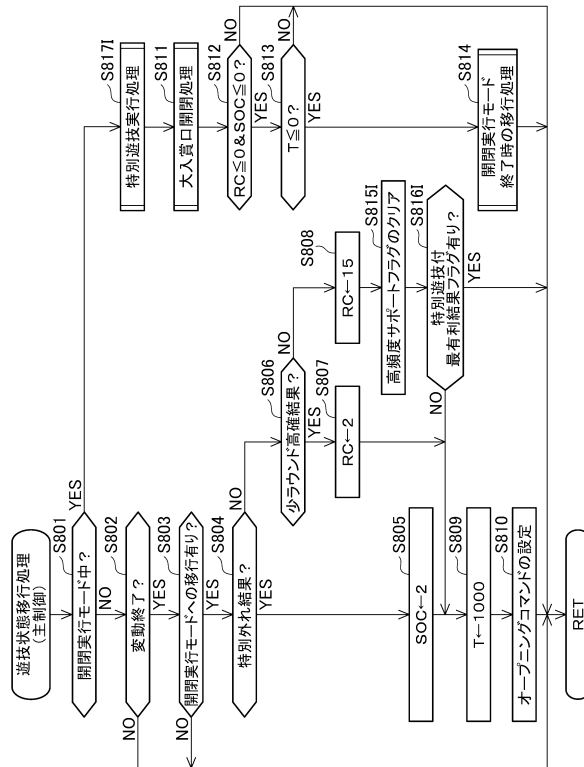 遊技状態移行処理
(主制御)
S801
開閉実行モード中?
YES
NO
S802
変動終了?
NO
YES
S803
開閉実行モードへの移行有り?
NO
YES
S804
特別外れ結果?
NO
YES
S805
SOC←2
S806
少ラウンド高確結果?
NO
YES
S807
RC←2
S808
RC←15
S815I
高頻度サポートフラグのクリア
S816I
特別遊技付
最有利結果フラグ有り?
NO
YES
S809
T←1000
S810
オープニングコマンドの設定
S817I
特別遊技実行処理
S811
大入賞口開閉処理
S812
RC≦0&SOC≦0?
NO
YES
S813
T≦0?
NO
YES
S814
開閉実行モード
終了時の移行処理
RET